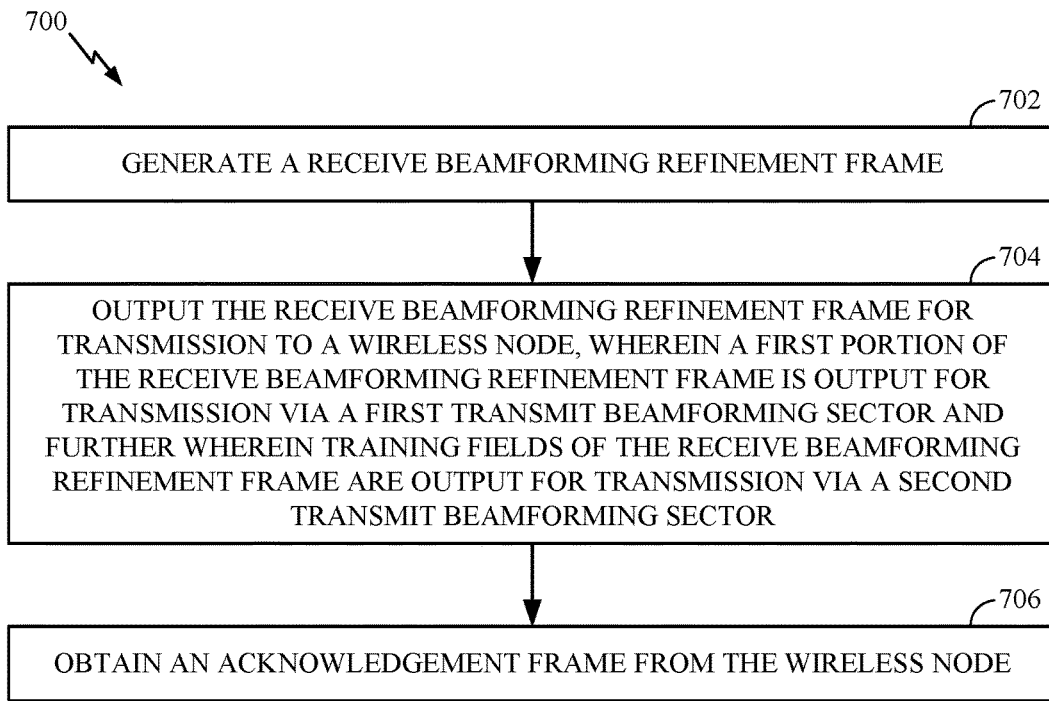 700
702
GENERATE A RECEIVE BEAMFORMING REFINEMENT FRAME
704
OUTPUT THE RECEIVE BEAMFORMING REFINEMENT FRAME FOR
TRANSMISSION TO A WIRELESS NODE, WHEREIN A FIRST PORTION OF
THE RECEIVE BEAMFORMING REFINEMENT FRAME IS OUTPUT FOR
TRANSMISSION VIA A FIRST TRANSMIT BEAMFORMING SECTOR AND
FURTHER WHEREIN TRAINING FIELDS OF THE RECEIVE BEAMFORMING
REFINEMENT FRAME ARE OUTPUT FOR TRANSMISSION VIA A SECOND
TRANSMIT BEAMFORMING SECTOR
706
OBTAIN AN ACKNOWLEDGEMENT FRAME FROM THE WIRELESS NODE